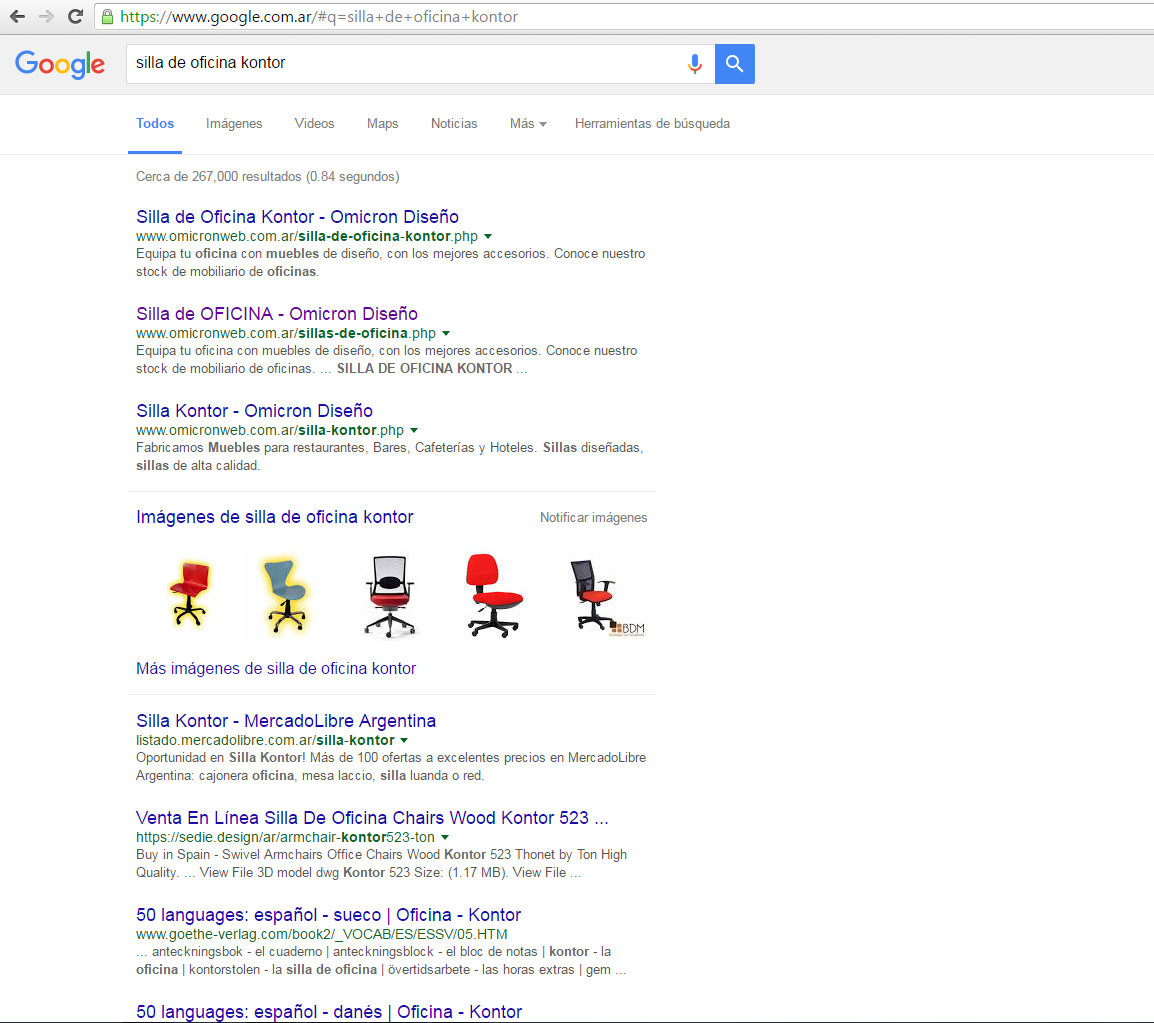 https://www.google.com.ar/#q=silla+de+oficina+kontor
Google
silla de oficina kontor
Todos Imágenes Videos Maps Noticias Más Herramientas de búsqueda
Cerca de 267,000 resultados (0.84 segundos)
Silla de Oficina Kontor - Omicron Diseño
www.omicronweb.com.ar/silla-de-oficina-kontor.php
Equipa tu oficina con muebles de diseño, con los mejores accesorios. Conoce nuestro
stock de mobiliario de oficinas.
Silla de OFICINA - Omicron Diseño
www.omicronweb.com.ar/sillas-de-oficina.php
Equipa tu oficina con muebles de diseño, con los mejores accesorios. Conoce nuestro
stock de mobiliario de oficinas. ... SILLA DE OFICINA KONTOR ...
Silla Kontor - Omicron Diseño
www.omicronweb.com.ar/silla-kontor.php
Fabricamos Muebles para restaurantes, Bares, Cafeterías y Hoteles. Sillas diseñadas,
sillas de alta calidad.
Imágenes de silla de oficina kontor Notificar imágenes
BDM
Más imágenes de silla de oficina kontor
Silla Kontor - MercadoLibre Argentina
listado.mercadolibre.com.ar/silla-kontor
Oportunidad en Silla Kontor! Más de 100 ofertas a excelentes precios en MercadoLibre
Argentina: cajonera oficina, mesa laccio, silla luanda o red.
Venta En Línea Silla De Oficina Chairs Wood Kontor 523 ...
https://sedie.design/ar/armchair-kontor523-ton
Buy in Spain - Swivel Armchairs Office Chairs Wood Kontor 523 Thonet by Ton High
Quality. ... View File 3D model dwg Kontor 523 Size: (1.17 MB). View File ...
50 languages: español - sueco | Oficina - Kontor
www.goethe-verlag.com/book2/_VOCAB/ES/ESSV/05.HTM
... anteckningsbok - el cuaderno | anteckningsblock - el bloc de notas | kontor - la
oficina | kontorstolen - la silla de oficina | övertidsarbete - las horas extras | gem ...
50 languages: español - danés | Oficina - Kontor